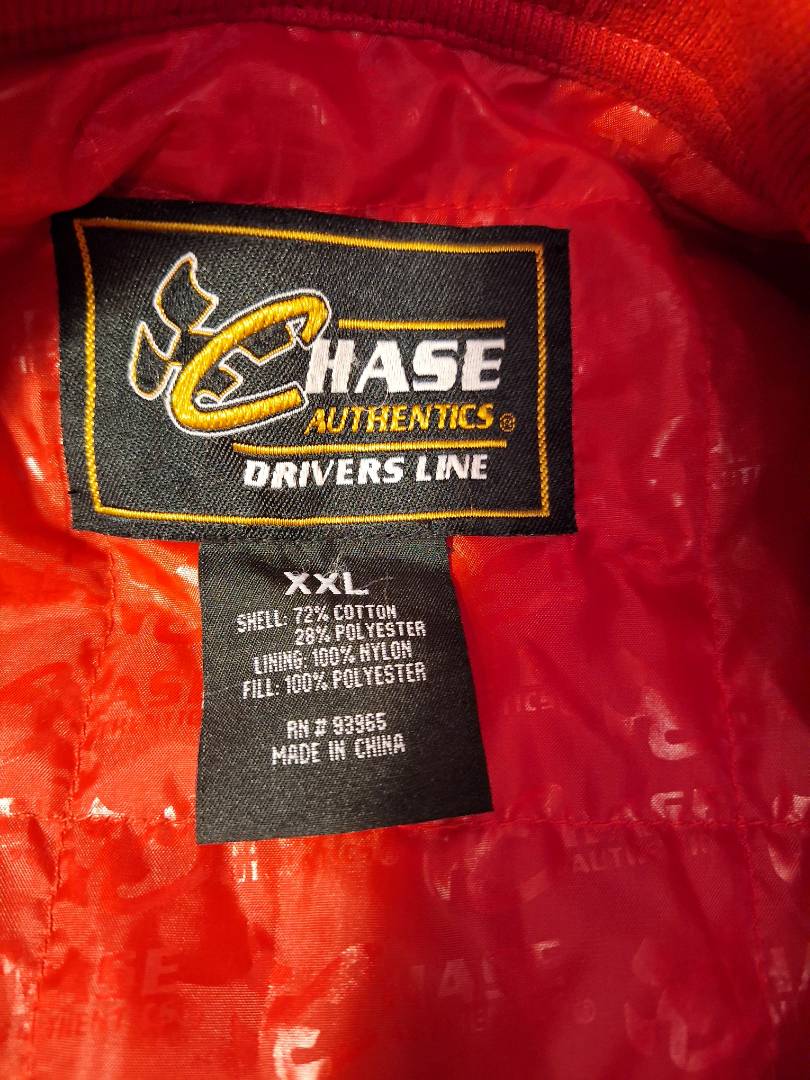 CHASE
AUTHENTICS®
DRIVERS LINE
XXL
SHELL: 72% COTTON
28% POLYESTER
LINING: 100% NYLON
FILL: 100% POLYESTER
RN # 93965
MADE IN CHINA